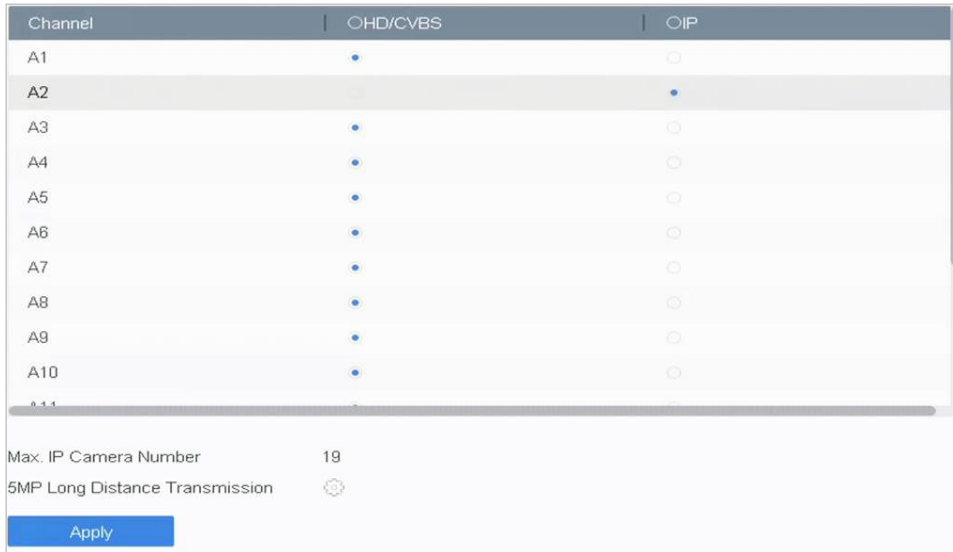 Channel HD/CVBS IP
A1
A2
A3
A4
A5
A6
A7
A8
A9
A10
Max. IP Camera Number 19
5MP Long Distance Transmission
Apply